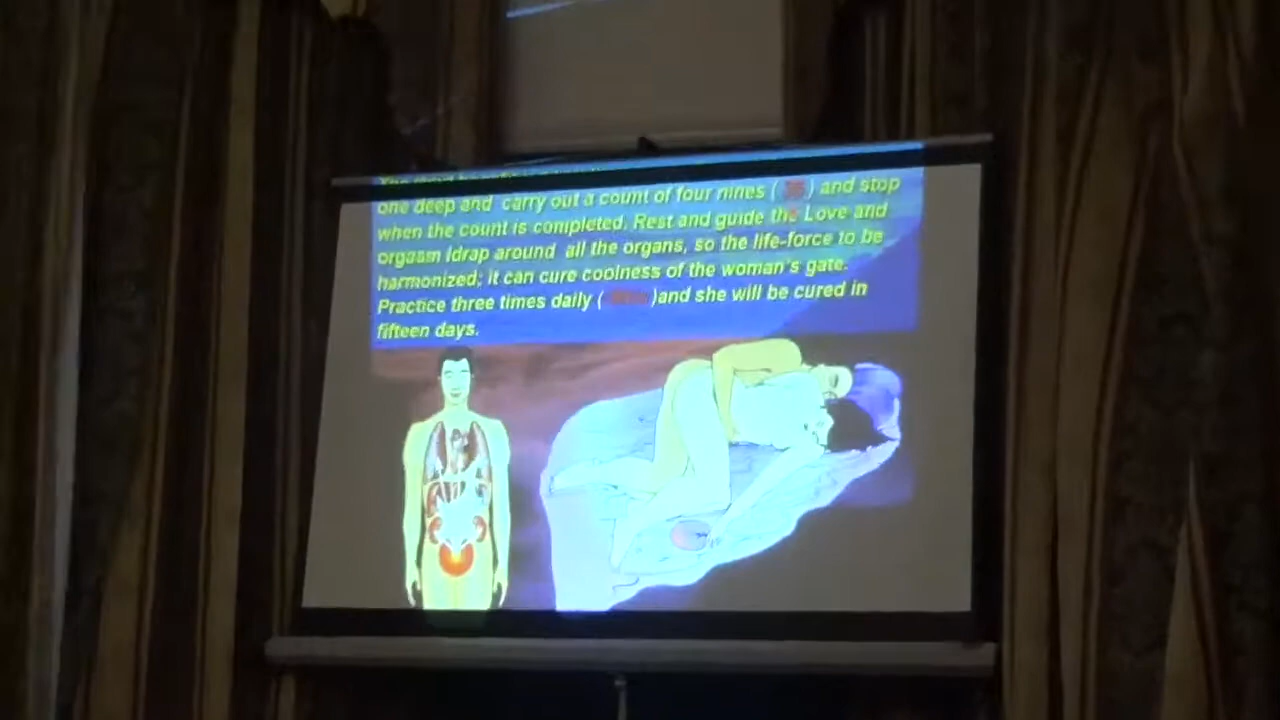 one deep and carry out a count of four nines ( 36 ) and stop
when the count is completed. Rest and guide the Love and
orgasm ldrap around all the organs, so the life-force to be
harmonized; it can cure coolness of the woman's gate.
Practice three times daily ( )and she will be cured in
fifteen days.